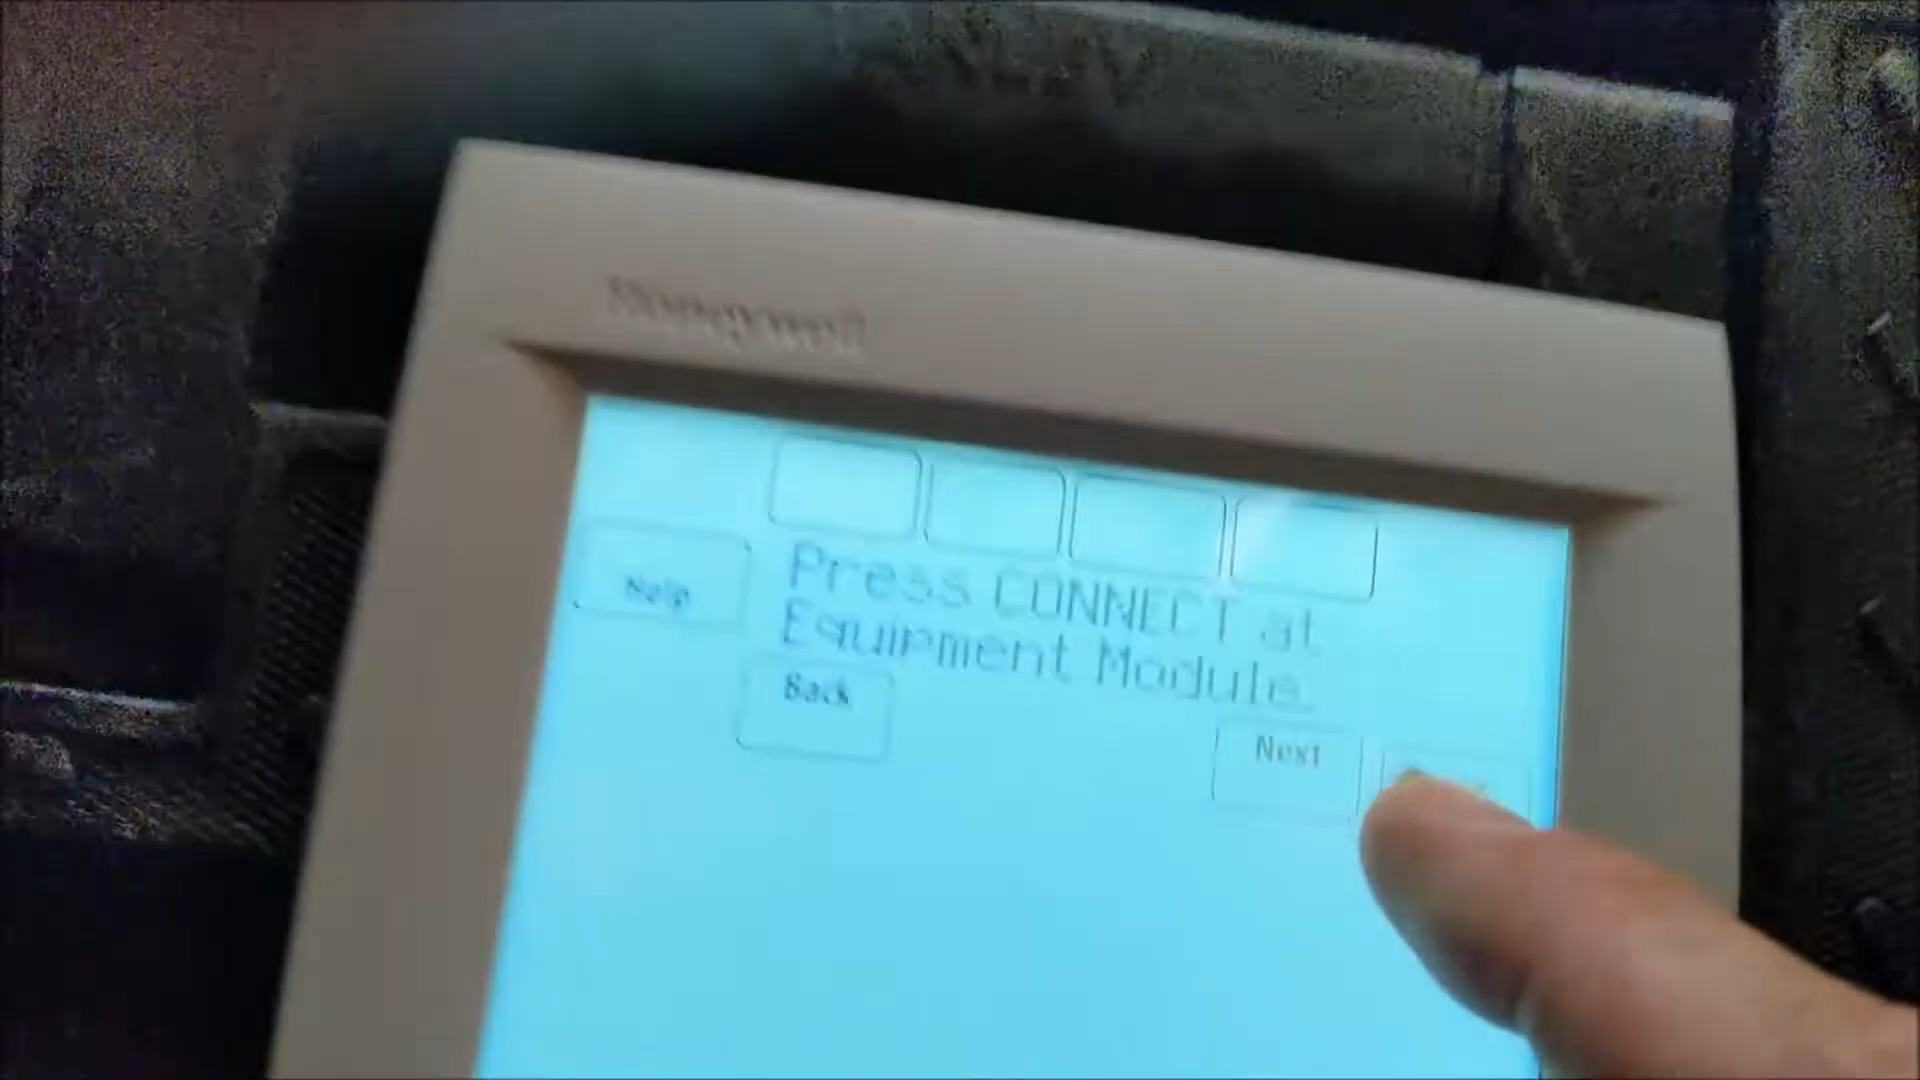 Honeywell
Press CONNECT at
Help
Equipment Module.
Back
Next